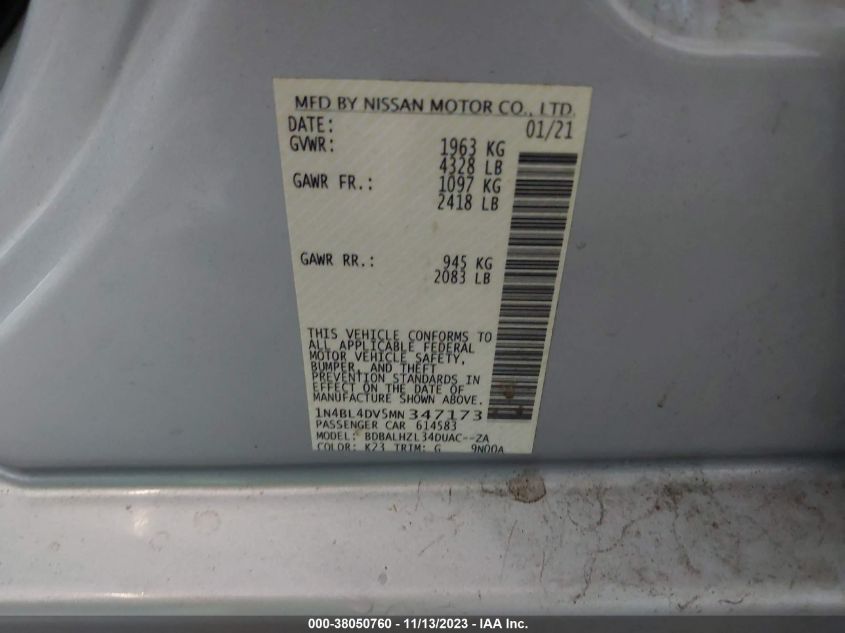 MFD BY NISSAN MOTOR CO., LTD.
DATE: 01/21
GVWR: 1963 KG
4328 LB
GAWR FR.: 1097 KG
2418 LB
GAWR RR.: 945 KG
2083 LB
THIS VEHICLE CONFORMS TO
ALL APPLICABLE FEDERAL
MOTOR VEHICLE SAFETY,
BUMPER, AND THEFT
PREVENTION STANDARDS IN
EFFECT ON THE DATE OF
MANUFACTURE SHOWN ABOVE.
1N4BL4DV5MN347173
PASSENGER CAR 614583
MODEL: BDBALHZL34DUAC--ZA
COLOR: K23 TRIM: G 9N00A
000-38050760 — 11/13/2023 - IAA Inc.